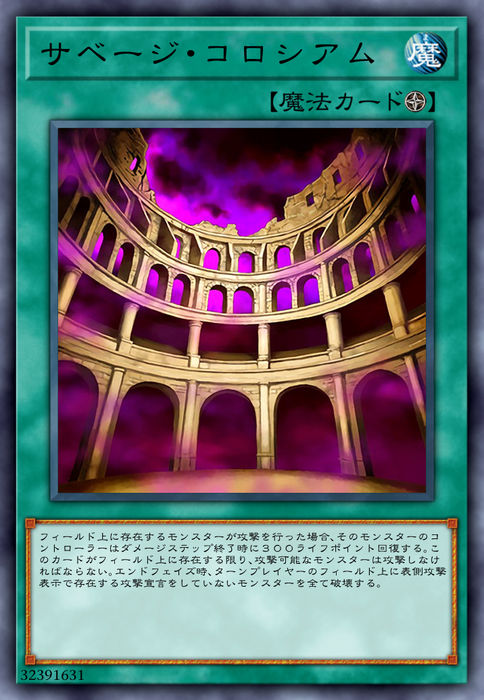 サベージ・コロシアム
魔
【魔法カード】
フィールド上に存在するモンスターが攻撃を行った場合、そのモンスターのコ
ントローラーはダメージステップ終了時に３００ライフポイント回復する。こ
のカードがフィールド上に存在する限り、攻撃可能なモンスターは攻撃しなけ
ればならない。エンドフェイズ時、ターンプレイヤーのフィールド上に表側攻撃
表示で存在する攻撃宣言をしていないモンスターを全て破壊する。
32391631